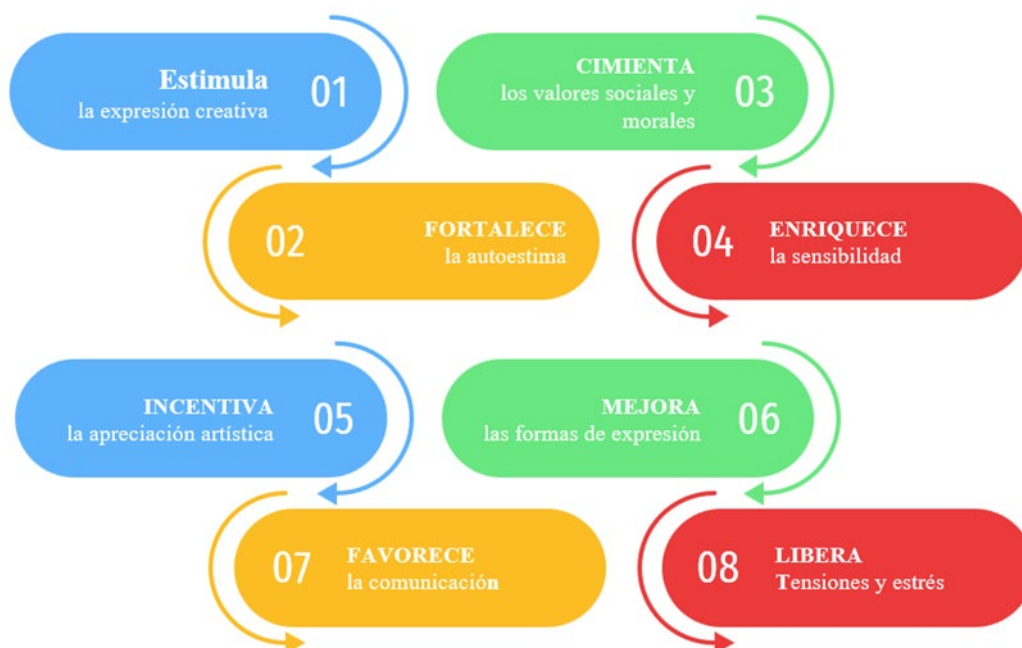 Estimula
la expresión creativa
01
02
FORTALECE
la autoestima
CIMIENTA
los valores sociales y
morales
03
04
ENRIQUECE
la sensibilidad
INCENTIVA
la apreciación artística
05
MEJORA
las formas de expresión
06
07
FAVORECE
la comunicación
08
LIBERA
Tensiones y estrés